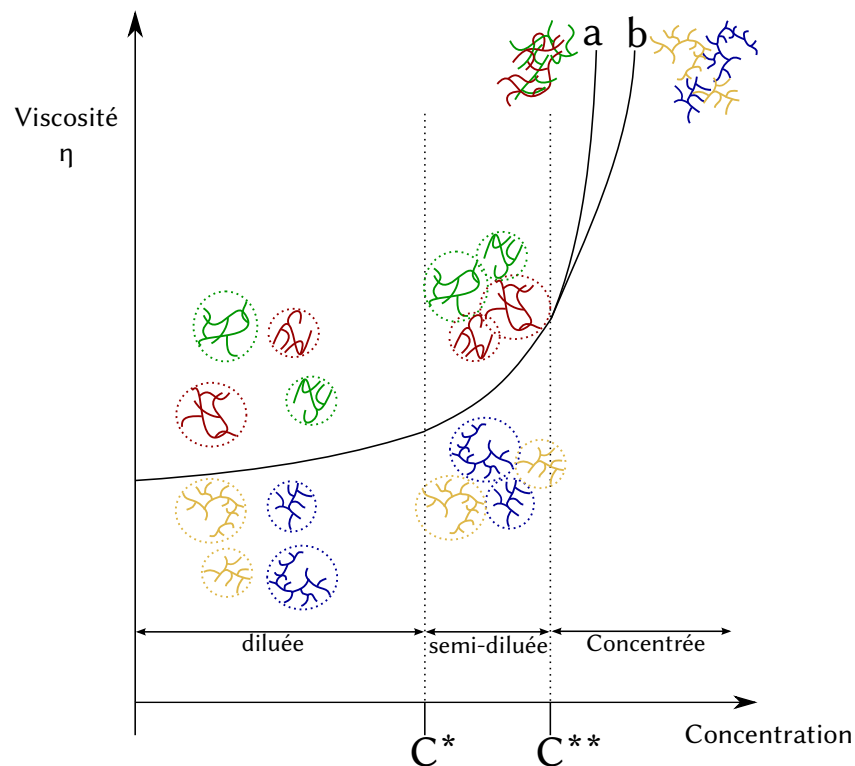 a
b
Viscosité
η
diluée
semi-diluée
Concentrée
Concentration
C*
C**